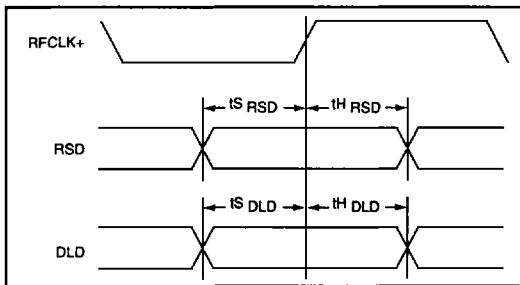 RFCLK+
tS RSD tH RSD
RSD
tS DLD tH DLD
DLD